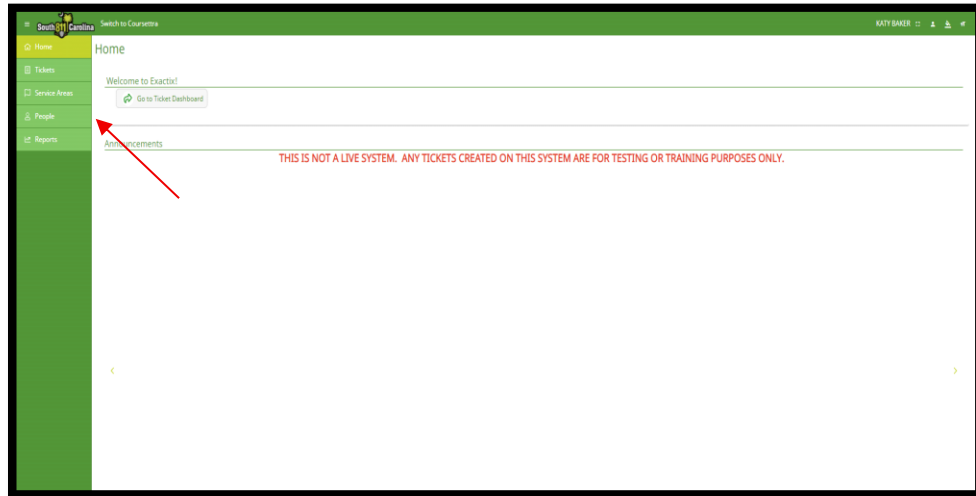 South 811 Carolina
Switch to Coursettra
KATY BAKER
Home
Tickets
Service Areas
People
Reports
Home
Welcome to Exactix!
Go to Ticket Dashboard
Announcements
THIS IS NOT A LIVE SYSTEM. ANY TICKETS CREATED ON THIS SYSTEM ARE FOR TESTING OR TRAINING PURPOSES ONLY.